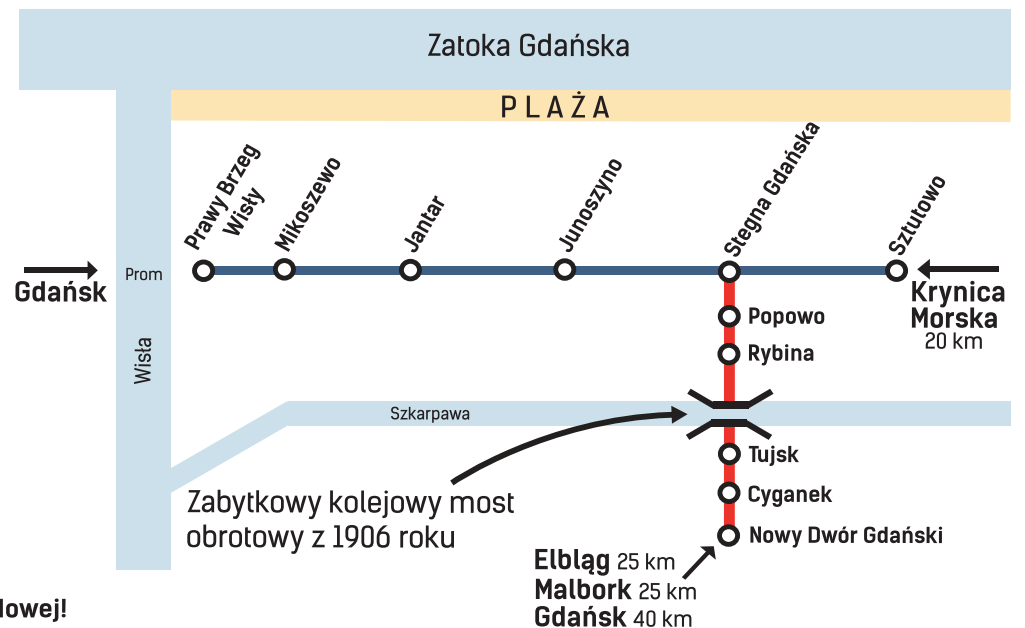 Zatoka Gdańska
PLAŻA
Prawy Brzeg
Wisły
Mikoszewo
Jantar
Junoszyno
Stegna Gdańska
Sztutowo
Gdańsk
Prom
Krynica
Morska
20 km
Popowo
Rybina
Wisła
Szkarpawa
Tujsk
Cyganek
Nowy Dwór Gdański
Zabytkowy kolejowy most
obrotowy z 1906 roku
Elbląg 25 km
Malbork 25 km
Gdańsk 40 km